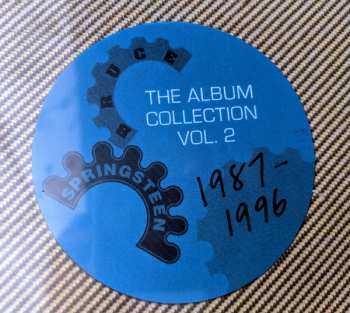 BRUCE
SPRINGSTEEN
THE ALBUM
COLLECTION
VOL. 2
1987-
1996